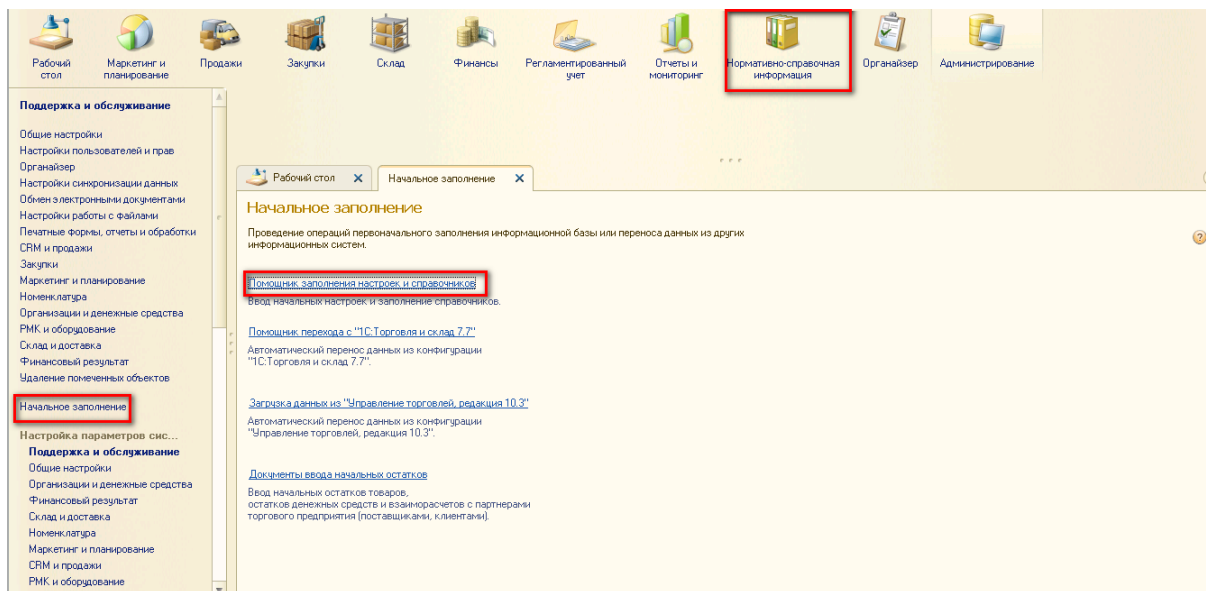 Рабочий стол
Маркетинг и планирование
Продажи
Закупки
Склад
Финансы
Регламентированный учет
Отчеты и мониторинг
Нормативно-справочная информация
Органайзер
Администрирование
Поддержка и обслуживание
Общие настройки
Настройки пользователей и прав
Органайзер
Настройки синхронизации данных
Обмен электронными документами
Настройки работы с файлами
Печатные формы, отчеты и обработки
CRM и продажи
Закупки
Маркетинг и планирование
Номенклатура
Организации и денежные средства
РМК и оборудование
Склад и доставка
Финансовый результат
Удаление помеченных объектов
Начальное заполнение
Настройка параметров сис...
Поддержка и обслуживание
Общие настройки
Организации и денежные средства
Финансовый результат
Склад и доставка
Номенклатура
Маркетинг и планирование
CRM и продажи
РМК и оборудование
Рабочий стол
Начальное заполнение
Начальное заполнение
Проведение операций первоначального заполнения информационной базы или переноса данных из других
информационных систем.
Помощник заполнения настроек и справочников
Ввод начальных настроек и заполнение справочников.
Помощник перехода с "1С:Торговля и склад 7.7"
Автоматический перенос данных из конфигурации
"1С:Торговля и склад 7.7".
Загрузка данных из "Управление торговлей, редакция 10.3"
Автоматический перенос данных из конфигурации
"Управление торговлей, редакция 10.3".
Документы ввода начальных остатков
Ввод начальных остатков товаров,
остатков денежных средств и взаиморасчетов с партнерами
торгового предприятия (поставщиками, клиентами).